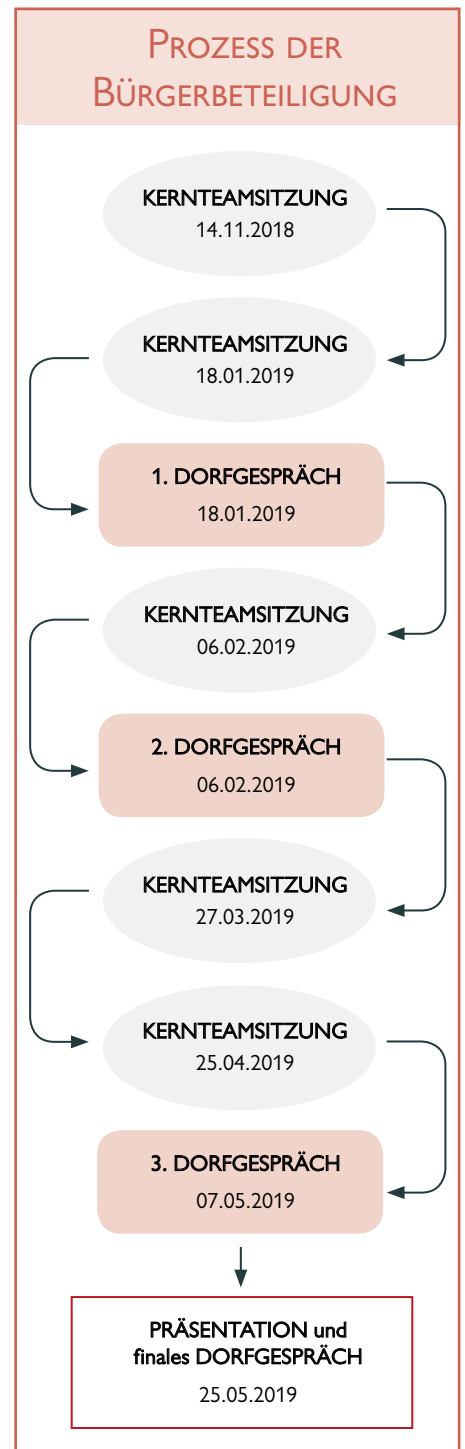 PROZESS DER
BÜRGERBETEILIGUNG
KERNTEAMSITZUNG
14.11.2018
KERNTEAMSITZUNG
18.01.2019
1. DORFGESPRÄCH
18.01.2019
KERNTEAMSITZUNG
06.02.2019
2. DORFGESPRÄCH
06.02.2019
KERNTEAMSITZUNG
27.03.2019
KERNTEAMSITZUNG
25.04.2019
3. DORFGESPRÄCH
07.05.2019
PRÄSENTATION und
finales DORFGESPRÄCH
25.05.2019